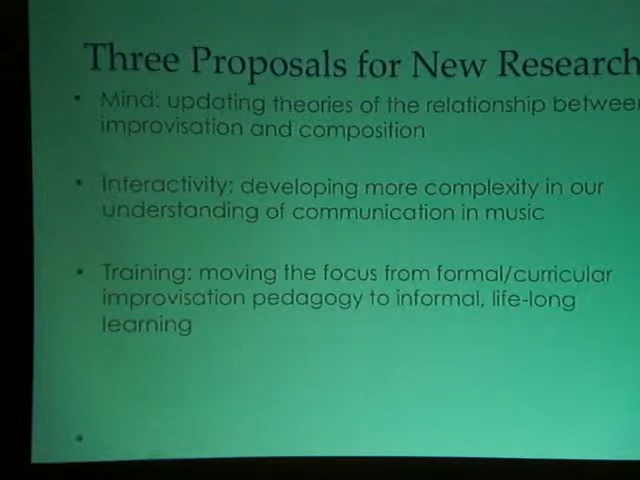 Three Proposals for New Research
• Mind: updating theories of the relationship between
improvisation and composition
• Interactivity: developing more complexity in our
understanding of communication in music
• Training: moving the focus from formal/curricular
improvisation pedagogy to informal, life-long
learning
•